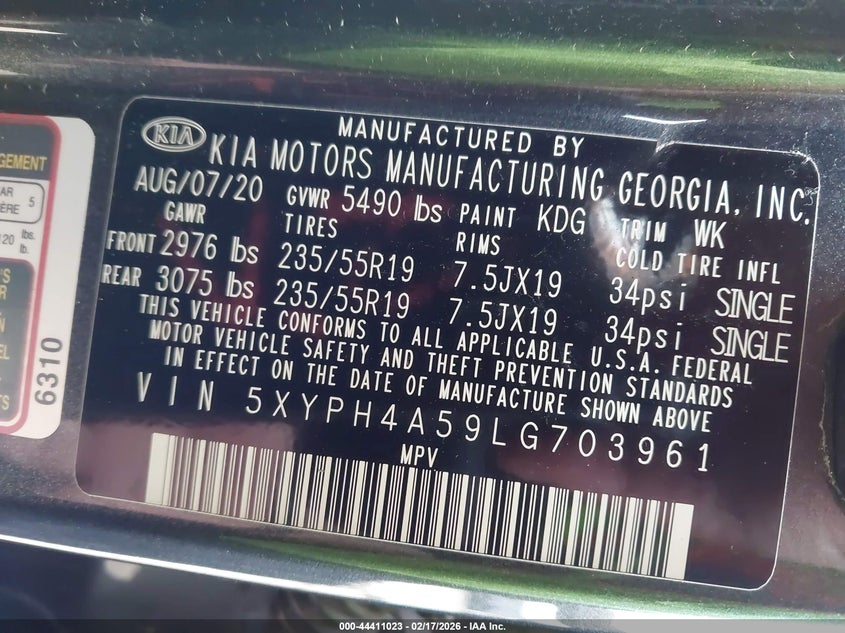 KIA
MANUFACTURED BY
KIA MOTORS MANUFACTURING GEORGIA, INC.
AUG/07/20 GVWR 5490 lbs PAINT KDG TRIM WK
GAWR TIRES RIMS COLD TIRE INFL
FRONT 2976 lbs 235/55R19 7.5JX19 34psi SINGLE
REAR 3075 lbs 235/55R19 7.5JX19 34psi SINGLE
THIS VEHICLE CONFORMS TO ALL APPLICABLE U.S.A. FEDERAL
MOTOR VEHICLE SAFETY AND THEFT PREVENTION STANDARDS
IN EFFECT ON THE DATE OF MANUFACTURE SHOWN ABOVE
VIN 5XYPH4A59LG703961
MPV
5
120 lbs.
lb.
6310
000-44411023 - 02/17/2026 - IAA Inc.